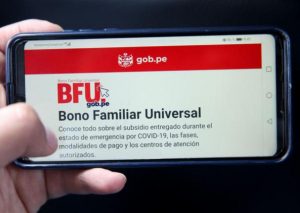 gob.pe
Bono Familiar Universal
BFU
gob.pe
Bono Familiar Universal
Conoce todo sobre el subsidio entregado durante el
estado de emergencia por COVID-19, las fases,
modalidades de pago y los centros de atención
autorizados.